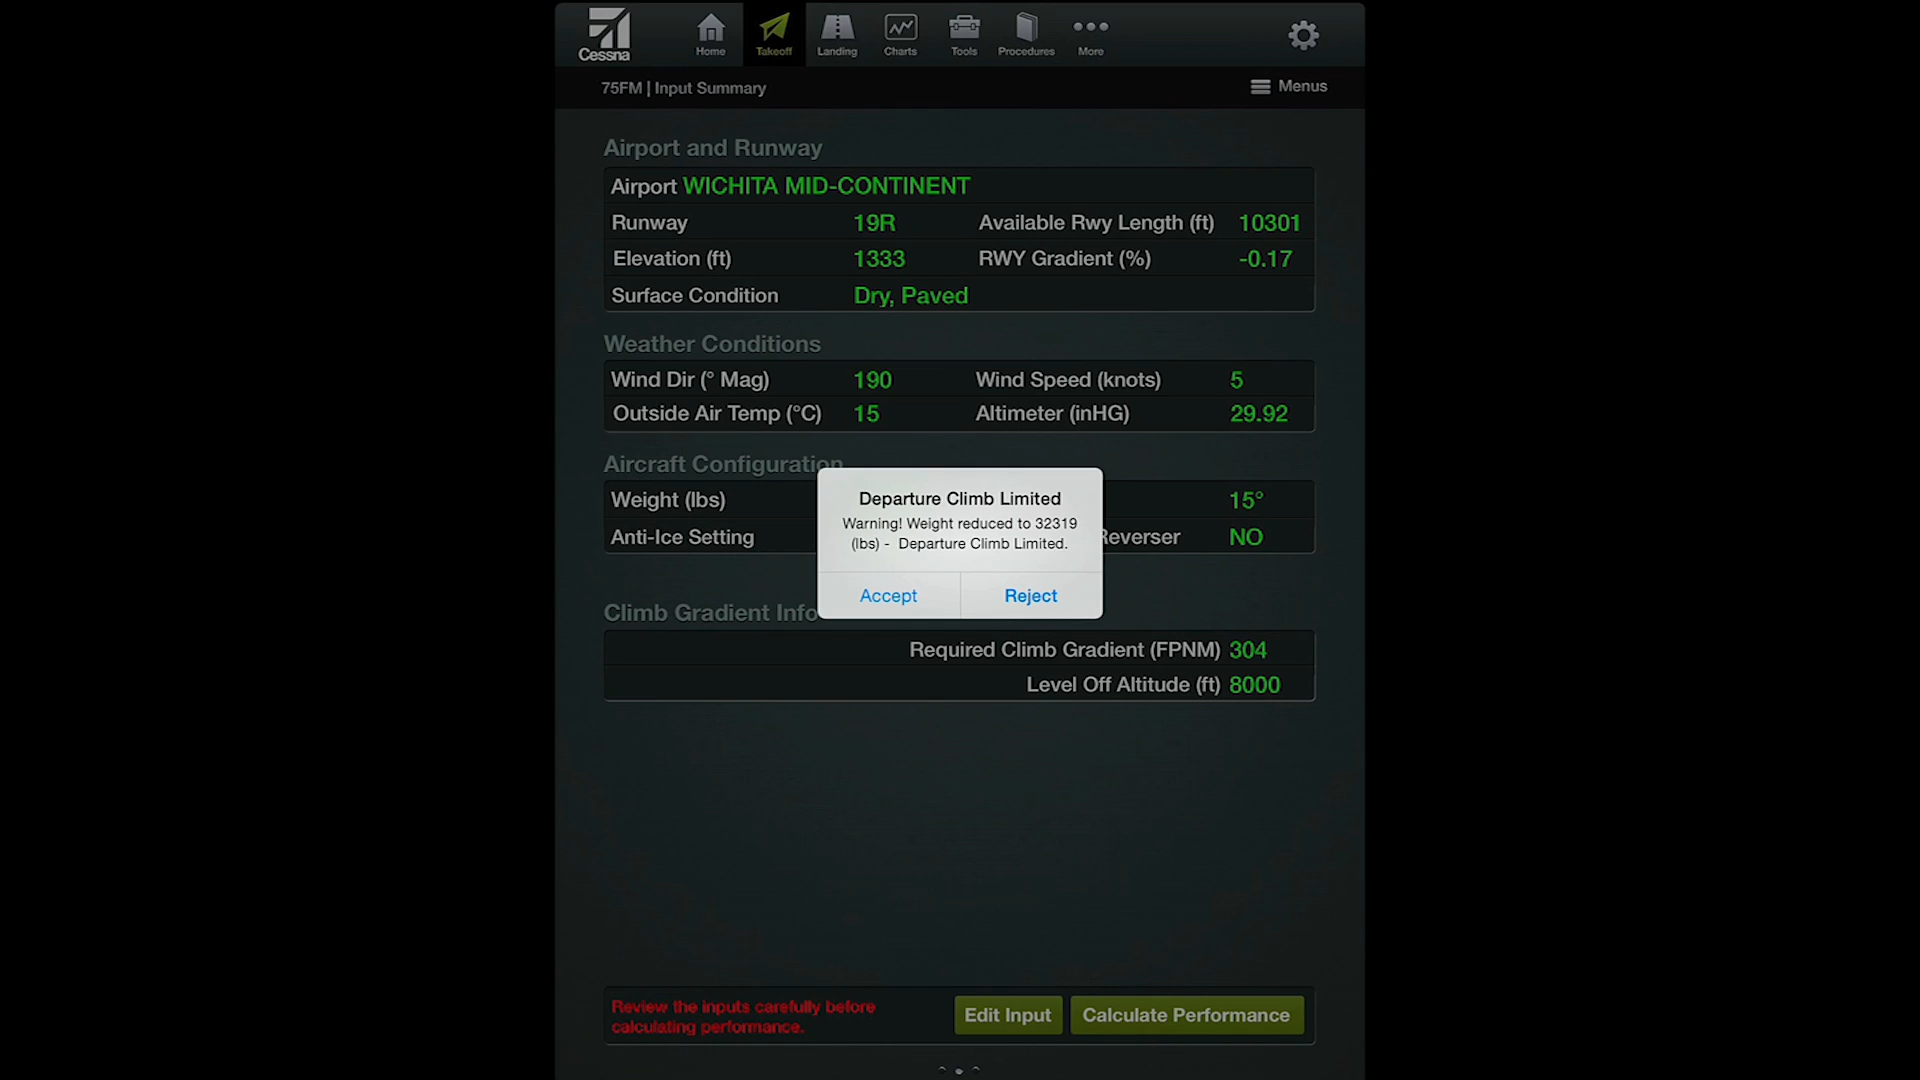 Cessna
Home
Takeoff
Landing
Charts
Tools
Procedures
More
75FM | Input Summary
Menus
Airport and Runway
Airport WICHITA MID-CONTINENT
Runway 19R Available Rwy Length (ft) 10301
Elevation (ft) 1333 RWY Gradient (%) -0.17
Surface Condition Dry, Paved
Weather Conditions
Wind Dir (° Mag) 190 Wind Speed (knots) 5
Outside Air Temp (°C) 15 Altimeter (inHG) 29.92
Aircraft Configuration
Weight (lbs) 15°
Anti-Ice Setting Reverser NO
Departure Climb Limited
Warning! Weight reduced to 32319
(lbs) - Departure Climb Limited.
Accept Reject
Climb Gradient Info
Required Climb Gradient (FPNM) 304
Level Off Altitude (ft) 8000
Review the inputs carefully before
calculating performance.
Edit Input
Calculate Performance